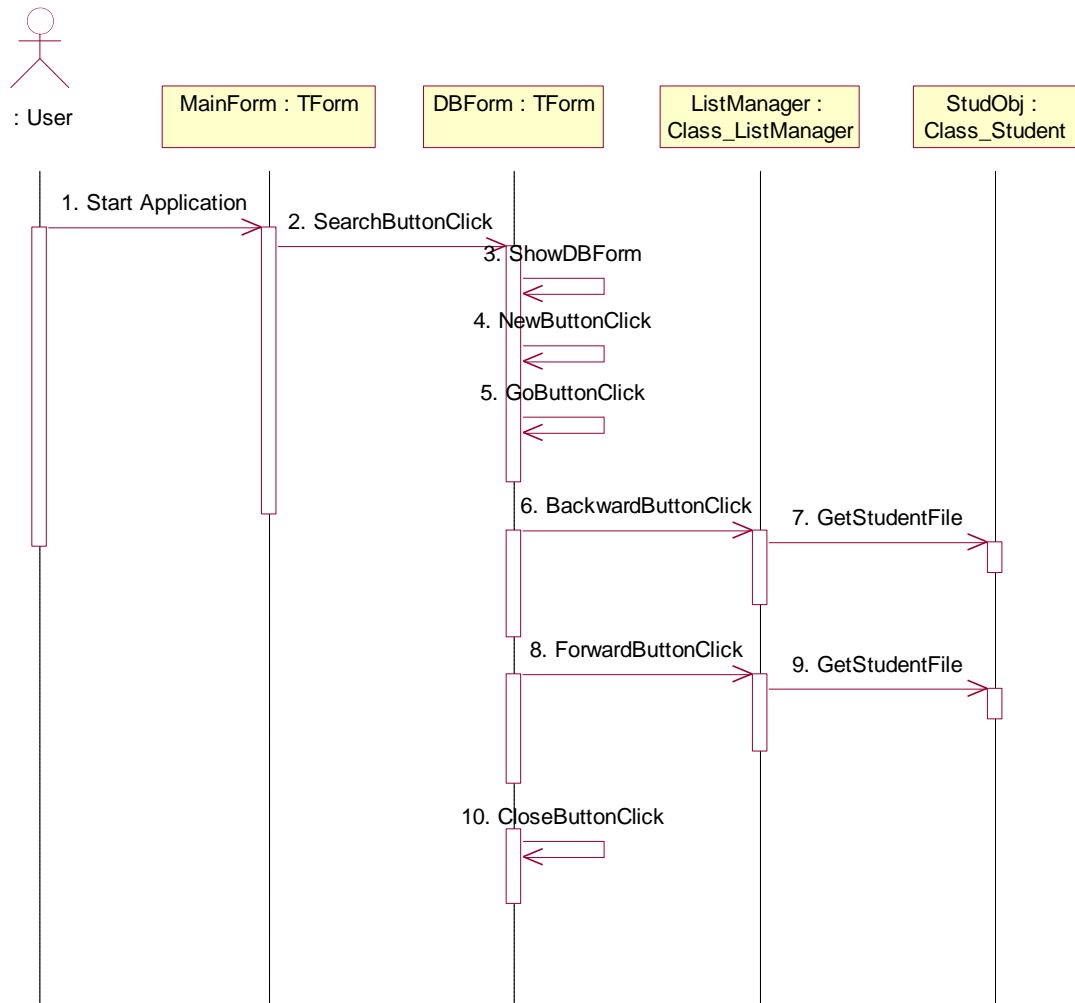 : User
MainForm : TForm
DBForm : TForm
ListManager :
Class_ListManager
StudObj :
Class_Student
1. Start Application
2. SearchButtonClick
3. ShowDBForm
4. NewButtonClick
5. GoButtonClick
6. BackwardButtonClick
7. GetStudentFile
8. ForwardButtonClick
9. GetStudentFile
10. CloseButtonClick